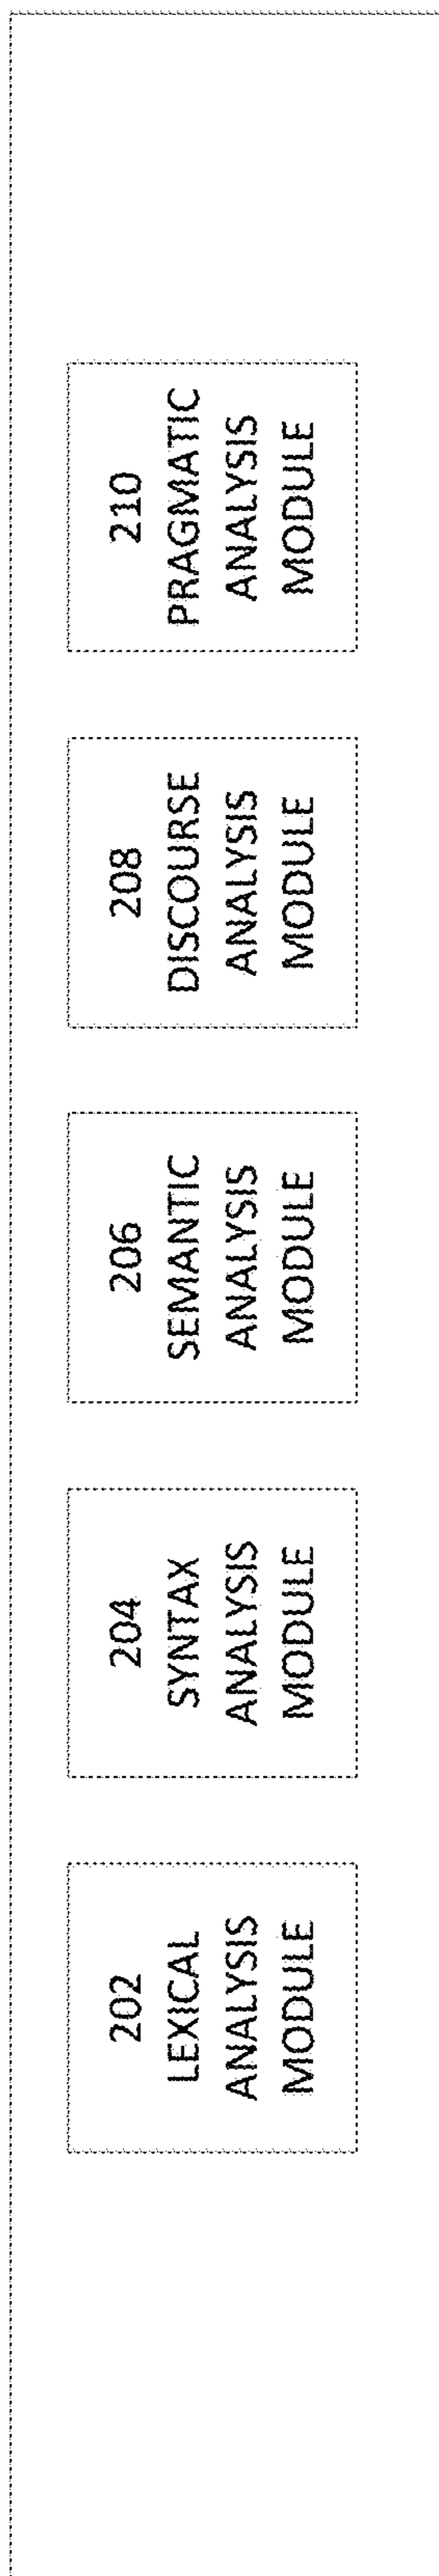 202
LEXICAL
ANALYSIS
MODULE
204
SYNTAX
ANALYSIS
MODULE
206
SEMANTIC
ANALYSIS
MODULE
208
DISCOURSE
ANALYSIS
MODULE
210
PRAGMATIC
ANALYSIS
MODULE